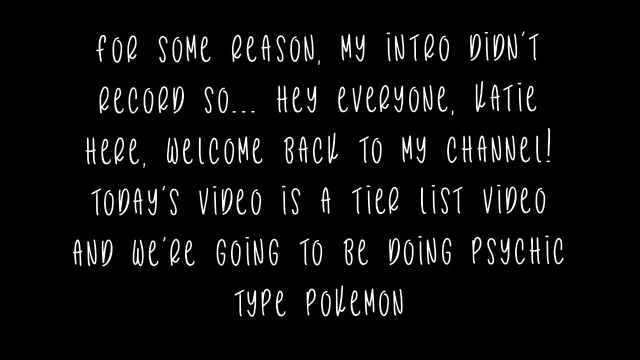 FOR SOME REASON, MY INTRO DIDN'T
RECORD SO... HEY EVERYONE, KATIE
HERE, WELCOME BACK TO MY CHANNEL!
TODAY'S VIDEO IS A TIER LIST VIDEO
AND WE'RE GOING TO BE DOING PSYCHIC
TYPE POKEMON